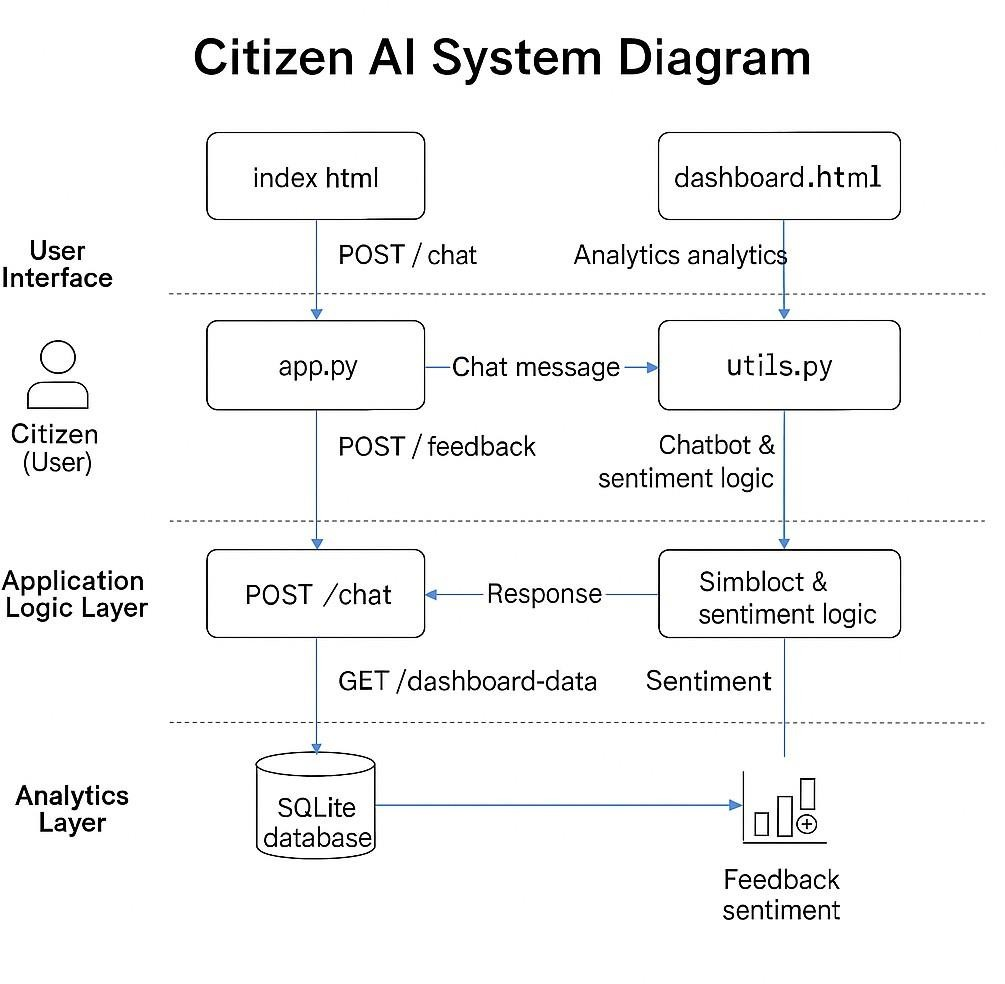 Citizen AI System Diagram
index html
dashboard.html
User
Interface
POST / chat
Analytics analytics
app.py
Chat message
utils.py
Citizen
(User)
POST / feedback
Chatbot &
sentiment logic
Application
Logic Layer
POST /chat
Response
Simbloct &
sentiment logic
GET /dashboard-data
Sentiment
Analytics
Layer
SQLite
database
Feedback
sentiment